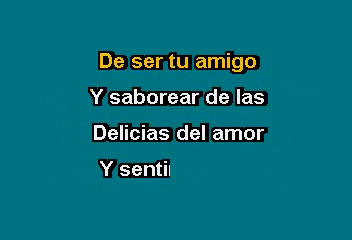 De ser tu amigo
Y saborear de las
Delicias del amor
Y senti